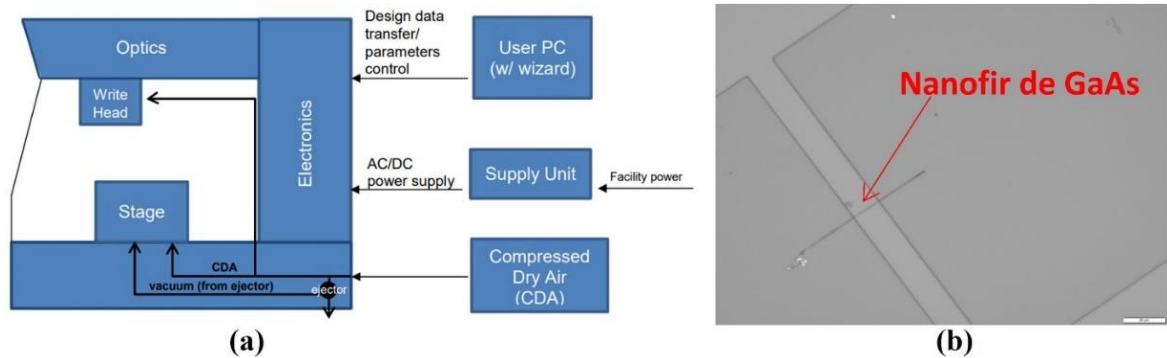 Optics
Write
Head
Electronics
Stage
CDA
vacuum (from ejector)
ejector
Design data
transfer/
parameters
control
User PC
(w/ wizard)
AC/DC
power supply
Supply Unit
Facility power
Compressed
Dry Air
(CDA)
(a)
Nanofir de GaAs
(b)